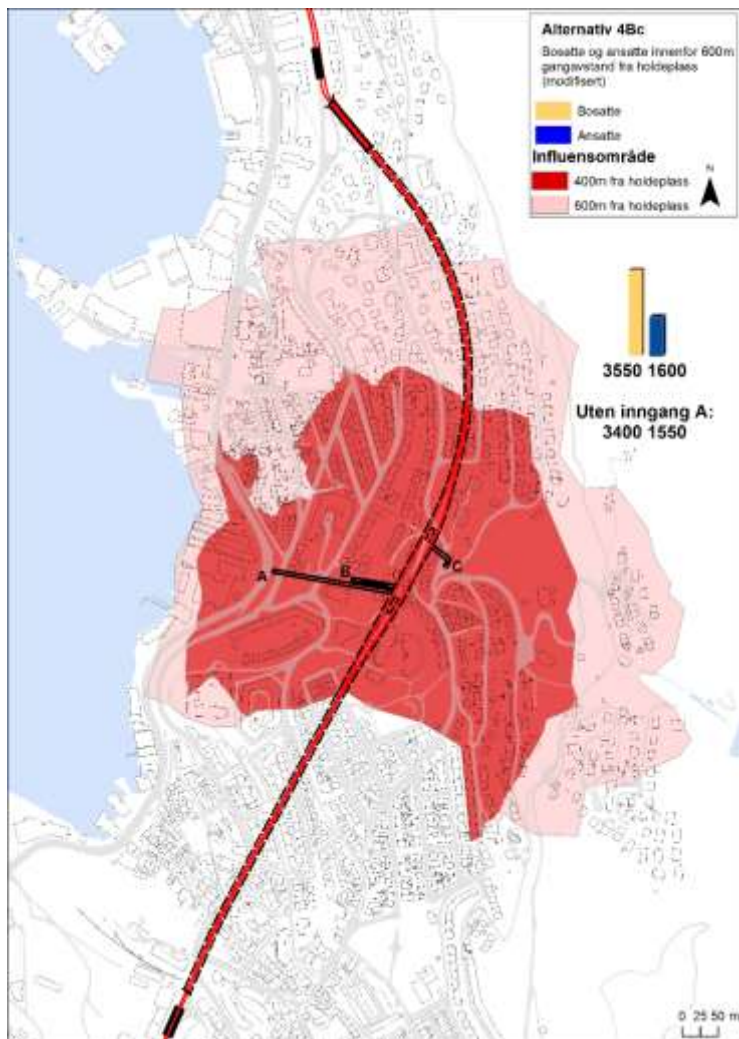 Alternativ 4Bc
Bosatte og ansatte innenfor 600m
gangavstand fra holdeplass
(modifisert)
Bosatte
Ansatte
Influensområde
400m fra holdeplass
600m fra holdeplass
N
3550 1600
Uten inngang A:
3400 1550
A
B
C
0 25 50 m